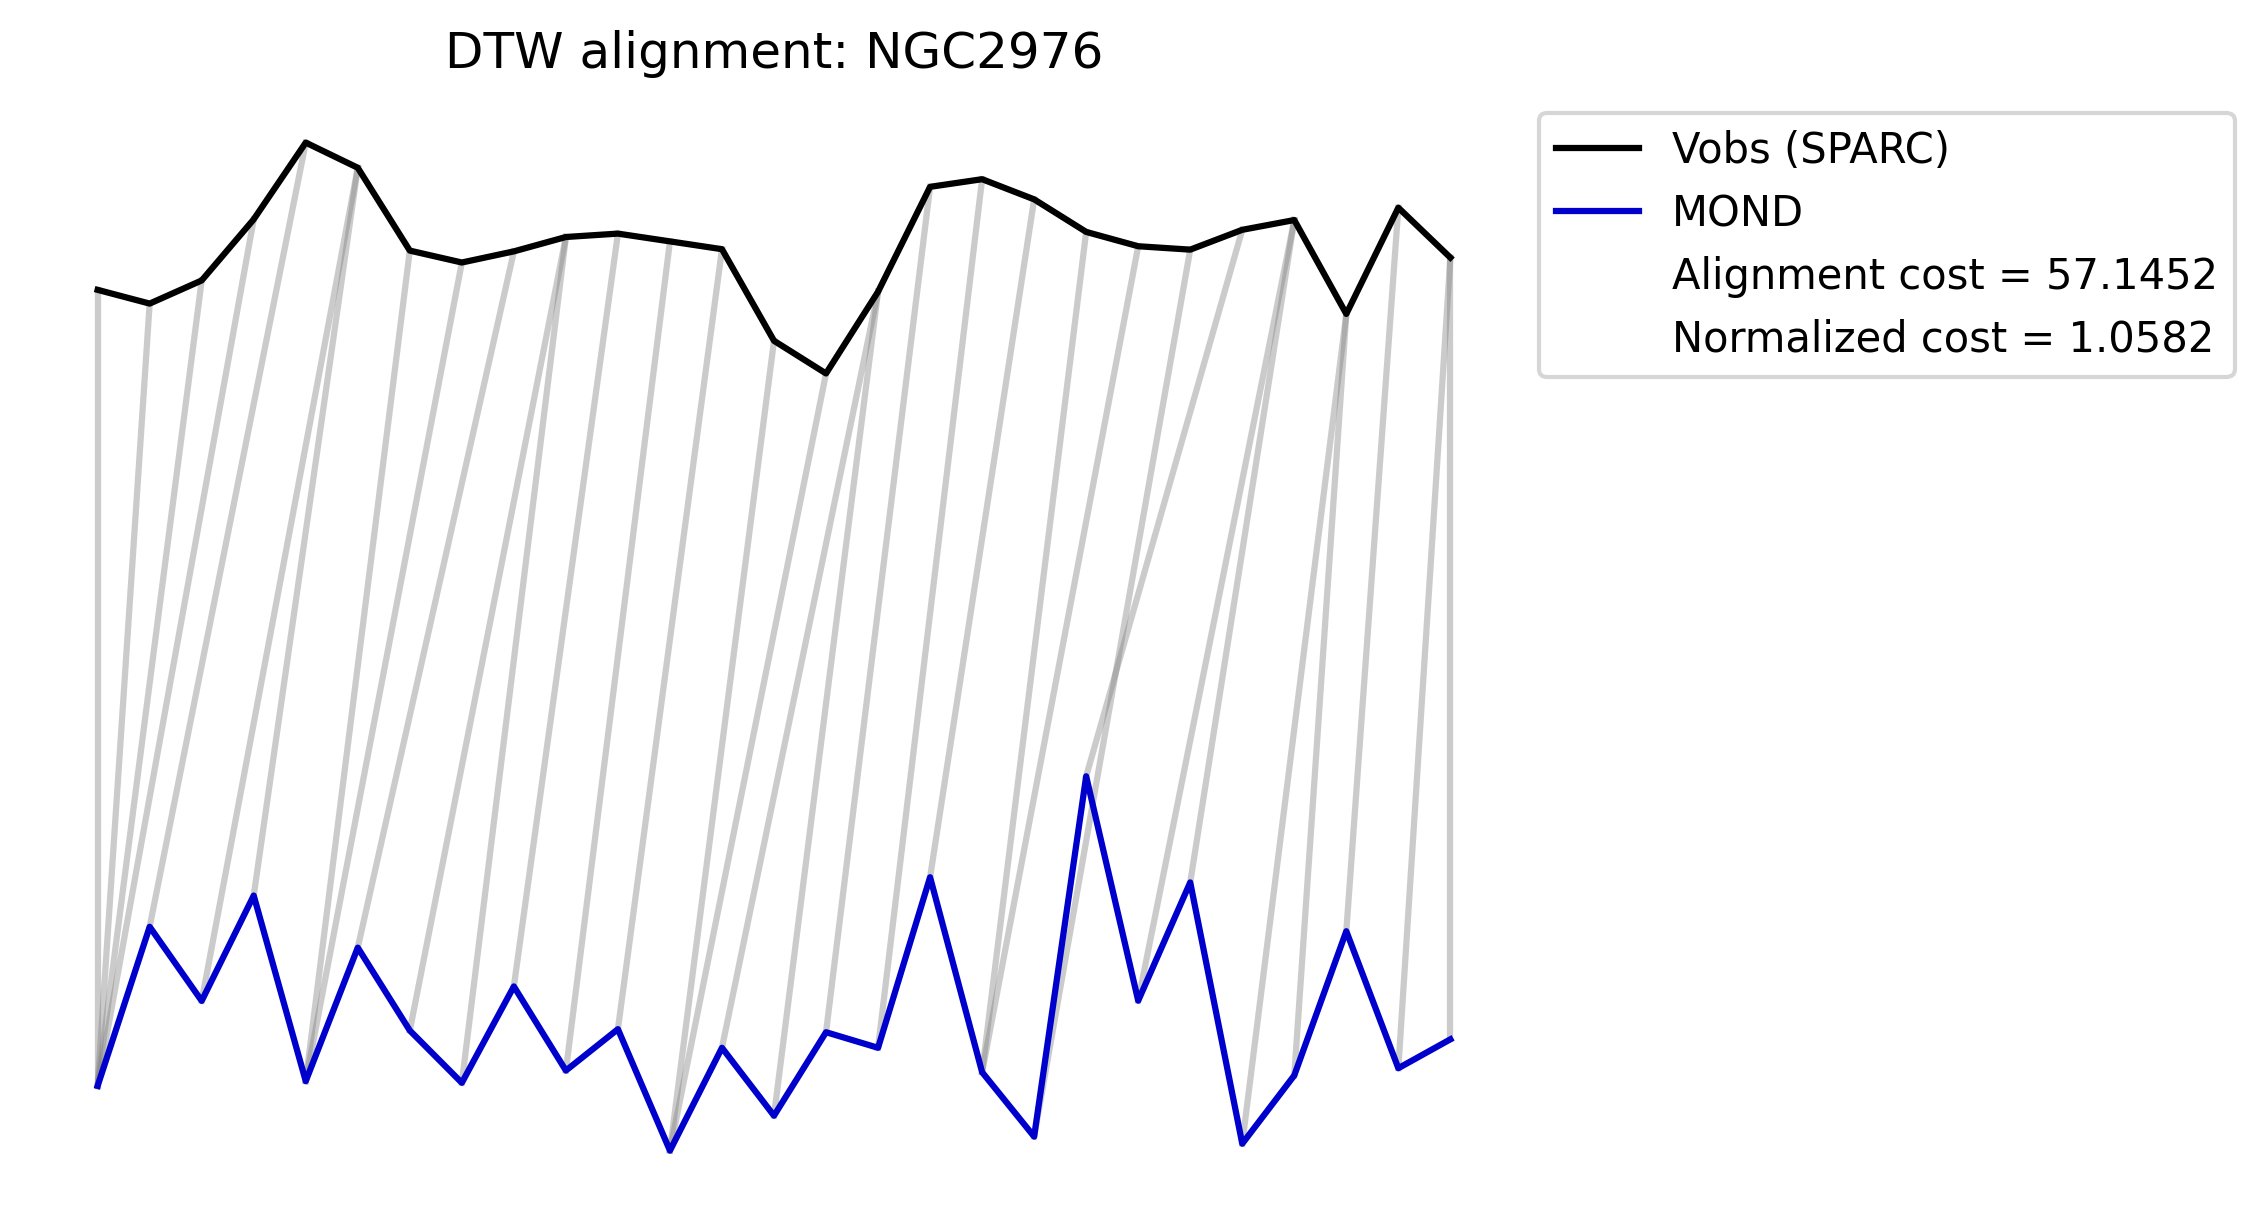 DTW alignment: NGC2976
Vobs (SPARC)
MOND
Alignment cost = 57.1452
Normalized cost = 1.0582